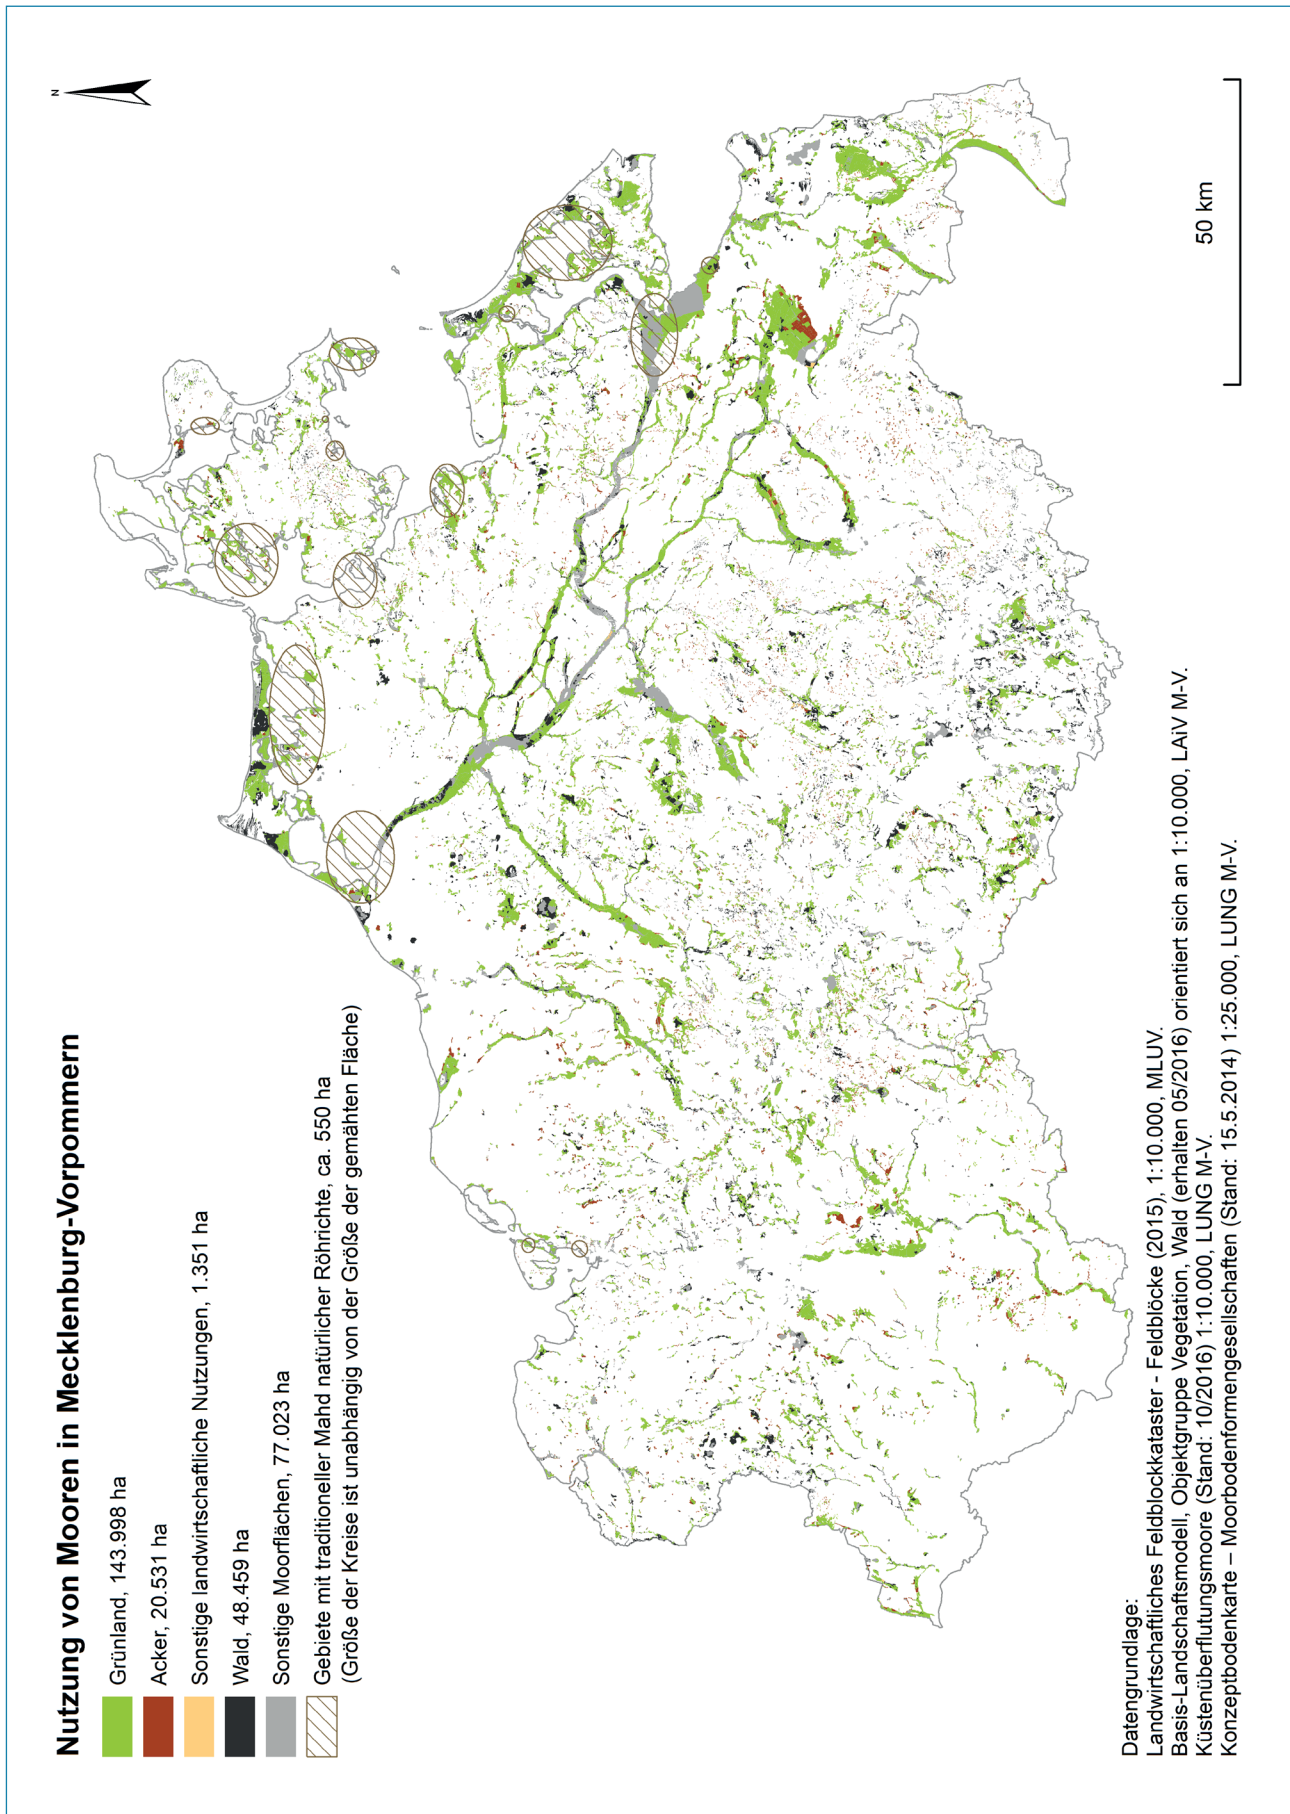 Nutzung von Mooren in Mecklenburg-Vorpommern
Grünland, 143.998 ha
Acker, 20.531 ha
Sonstige landwirtschaftliche Nutzungen, 1.351 ha
Wald, 48.459 ha
Sonstige Moorflächen, 77.023 ha
Gebiete mit traditioneller Mahd natürlicher Röhrichte, ca. 550 ha
(Größe der Kreise ist unabhängig von der Größe der gemähten Fläche)
N
50 km
Datengrundlage:
Landwirtschaftliches Feldblockkataster - Feldblöcke (2015), 1:10.000, MLUV.
Basis-Landschaftsmodell, Objektgruppe Vegetation, Wald (erhalten 05/2016) orientiert sich an 1:10.000, LAiV M-V.
Küstenüberflutungsmoore (Stand: 10/2016) 1:10.000, LUNG M-V.
Konzeptbodenkarte – Moorbodenformengesellschaften (Stand: 15.5.2014) 1:25.000, LUNG M-V.